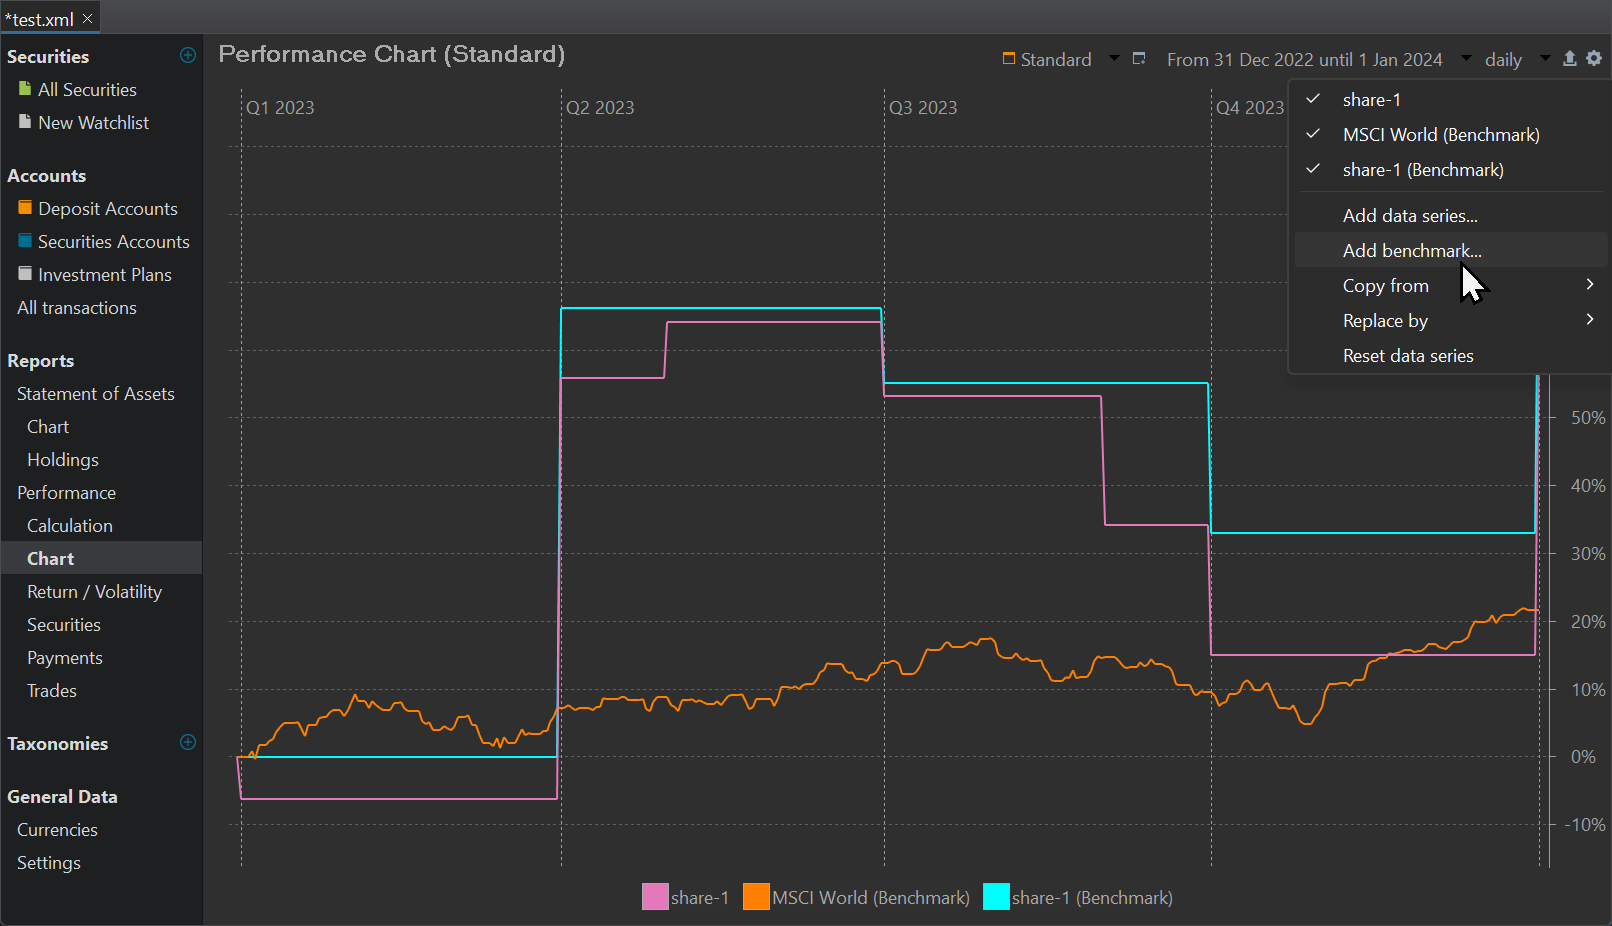 *test.xml
Securities
All Securities
New Watchlist
Accounts
Deposit Accounts
Securities Accounts
Investment Plans
All transactions
Reports
Statement of Assets
Chart
Holdings
Performance
Calculation
Chart
Return / Volatility
Securities
Payments
Trades
Taxonomies
General Data
Currencies
Settings
Performance Chart (Standard)
Standard
From 31 Dec 2022 until 1 Jan 2024
daily
Q1 2023
Q2 2023
Q3 2023
Q4 2023
share-1
MSCI World (Benchmark)
share-1 (Benchmark)
Add data series...
Add benchmark...
Copy from
Replace by
Reset data series
50%
40%
30%
20%
10%
0%
-10%
share-1
MSCI World (Benchmark)
share-1 (Benchmark)